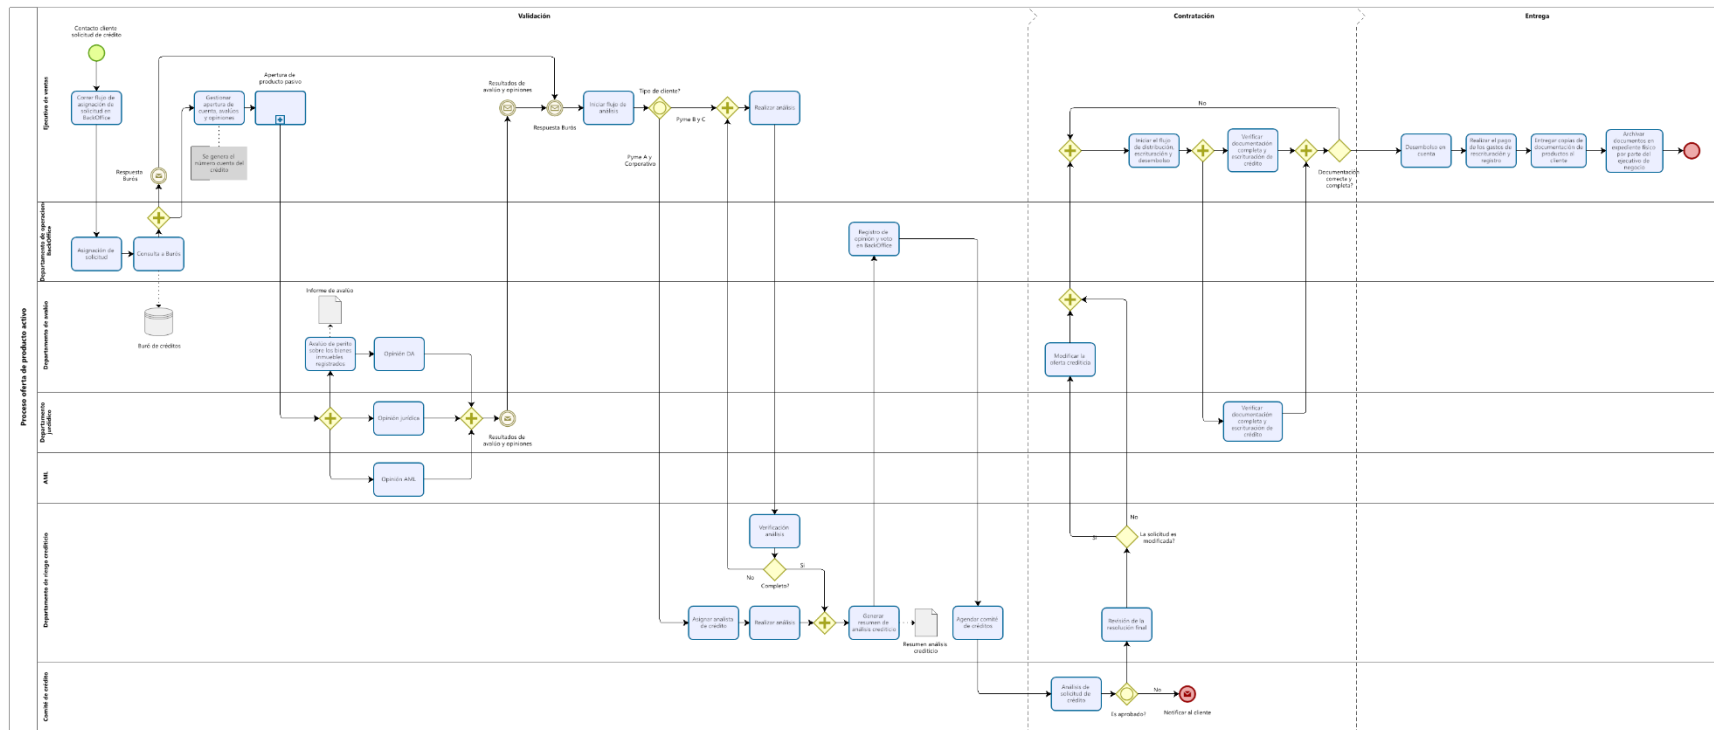 Validación
Contratación
Entrega
Proceso oferta de producto activo
Ejecutivo de ventas
Contacto cliente
solicitud de crédito
Correr flujo de
asignación de
solicitud en
BackOffice
Gestionar
apertura de
cuenta, avalúos
y opiniones
Apertura de
producto pasivo
Se genera el
número cuenta del
crédito
Respuesta
Burós
Resultados de
avalúo y opiniones
Respuesta Burós
Iniciar flujo de
análisis
Tipo de cliente?
Pyme B y C
Pyme A y
Corporativo
Realizar análisis
No
Iniciar el flujo
de distribución,
escrituración y
desembolso
Verificar
documentación
completa y
escrituración de
crédito
Documentación
correcta y
completa?
Desembolso en
cuenta
Realizar el pago
de los gastos de
escrituración y
registro
Entregar copias de
documentación de
productos al
cliente
Archivar
documentos en
expediente físico
por parte del
ejecutivo de
negocio
Departamento de operaciones
BackOffice
Asignación de
solicitud
Consulta a Burós
Registro de
opinión y voto
en BackOffice
Departamento de avalúo
Buró de créditos
Informe de avalúo
Avalúo de perito
sobre los bienes
inmuebles
registrados
Opinión DA
Modificar la
oferta crediticia
Departamento
jurídico
Opinión jurídica
Resultados de
avalúo y opiniones
Verificar
documentación
completa y
escrituración de
crédito
AML
Opinión AML
Departamento de riesgo crediticio
Verificación
análisis
No
Si
Completo?
Asignar analista
de crédito
Realizar análisis
Generar
resumen de
análisis crediticio
Resumen análisis
crediticio
Agendar comité
de créditos
No
Si
La solicitud es
modificada?
Revisión de la
resolución final
Comité de crédito
Análisis de
solicitud de
crédito
Es aprobado?
No
Notificar al cliente